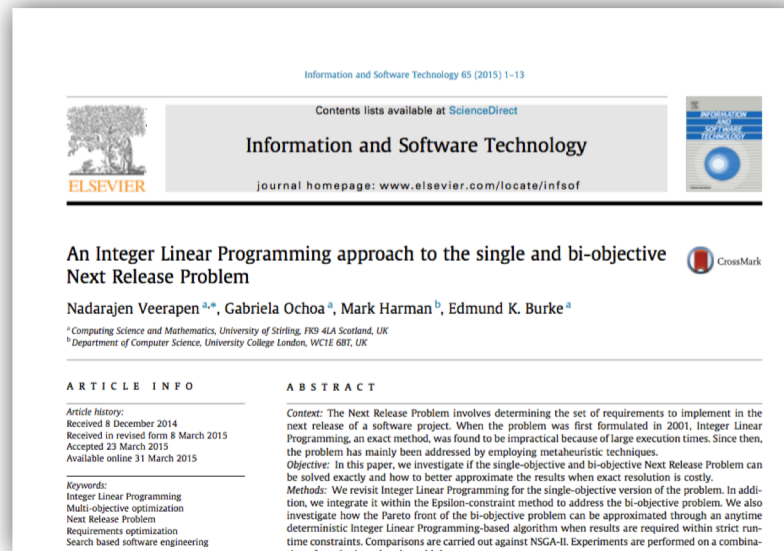 Information and Software Technology 65 (2015) 1–13
Contents lists available at ScienceDirect
Information and Software Technology
journal homepage: www.elsevier.com/locate/infsof
ELSEVIER
INFORMATION
AND
SOFTWARE
TECHNOLOGY
An Integer Linear Programming approach to the single and bi-objective
Next Release Problem
CrossMark
Nadarajen Veerapen a,*, Gabriela Ochoa a, Mark Harman b, Edmund K. Burke a
a Computing Science and Mathematics, University of Stirling, FK9 4LA Scotland, UK
b Department of Computer Science, University College London, WC1E 6BT, UK
ARTICLE INFO
Article history:
Received 8 December 2014
Received in revised form 8 March 2015
Accepted 23 March 2015
Available online 31 March 2015
Keywords:
Integer Linear Programming
Multi-objective optimization
Next Release Problem
Requirements optimization
Search based software engineering
ABSTRACT
Context: The Next Release Problem involves determining the set of requirements to implement in the
next release of a software project. When the problem was first formulated in 2001, Integer Linear
Programming, an exact method, was found to be impractical because of large execution times. Since then,
the problem has mainly been addressed by employing metaheuristic techniques.
Objective: In this paper, we investigate if the single-objective and bi-objective Next Release Problem can
be solved exactly and how to better approximate the results when exact resolution is costly.
Methods: We revisit Integer Linear Programming for the single-objective version of the problem. In addi-
tion, we integrate it within the Epsilon-constraint method to address the bi-objective problem. We also
investigate how the Pareto front of the bi-objective problem can be approximated through an anytime
deterministic Integer Linear Programming-based algorithm when results are required within strict run-
time constraints. Comparisons are carried out against NSGA-II. Experiments are performed on a combina-